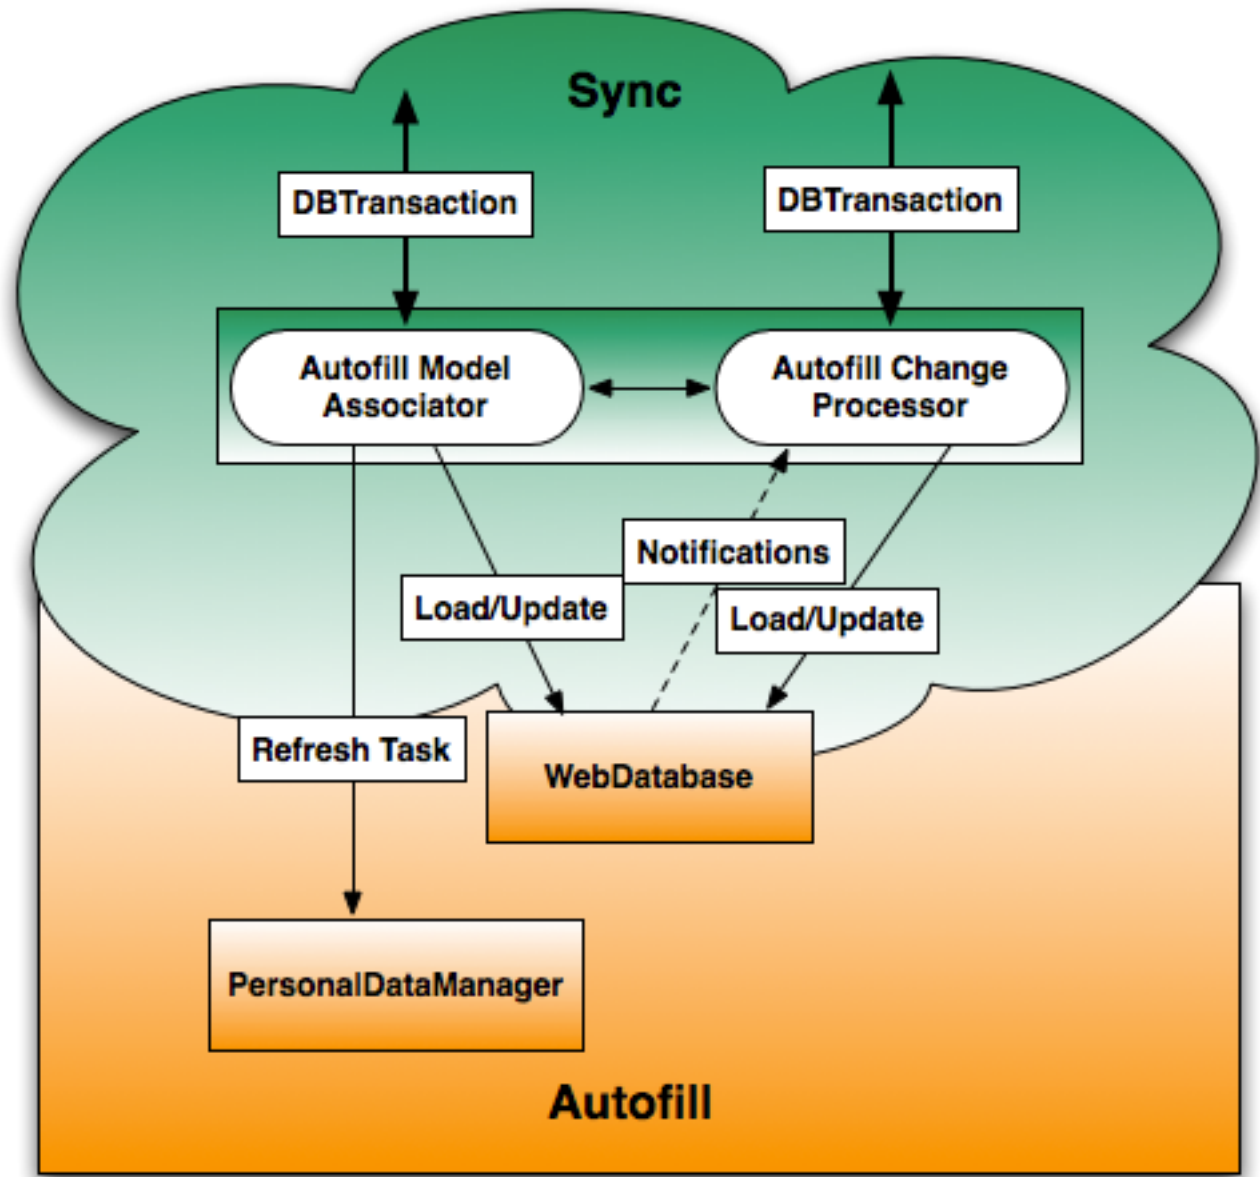 Sync
DBTransaction
DBTransaction
Autofill Model
Associator
Autofill Change
Processor
Notifications
Load/Update
Load/Update
Refresh Task
WebDatabase
PersonalDataManager
Autofill